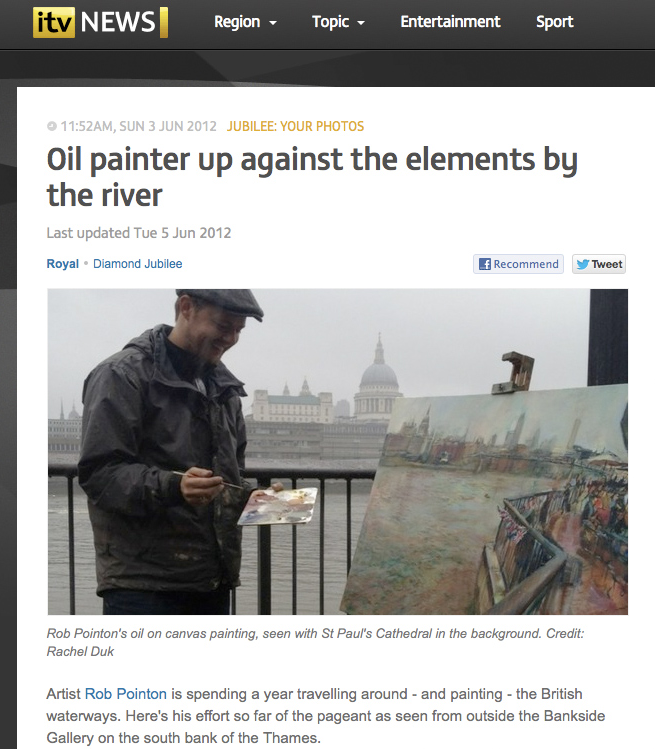 itv NEWS
Region Topic Entertainment Sport
11:52AM, SUN 3 JUN 2012 JUBILEE: YOUR PHOTOS
Oil painter up against the elements by
the river
Last updated Tue 5 Jun 2012
Royal • Diamond Jubilee
Recommend Tweet
Rob Pointon's oil on canvas painting, seen with St Paul's Cathedral in the background. Credit:
Rachel Duk
Artist Rob Pointon is spending a year travelling around - and painting - the British
waterways. Here's his effort so far of the pageant as seen from outside the Bankside
Gallery on the south bank of the Thames.